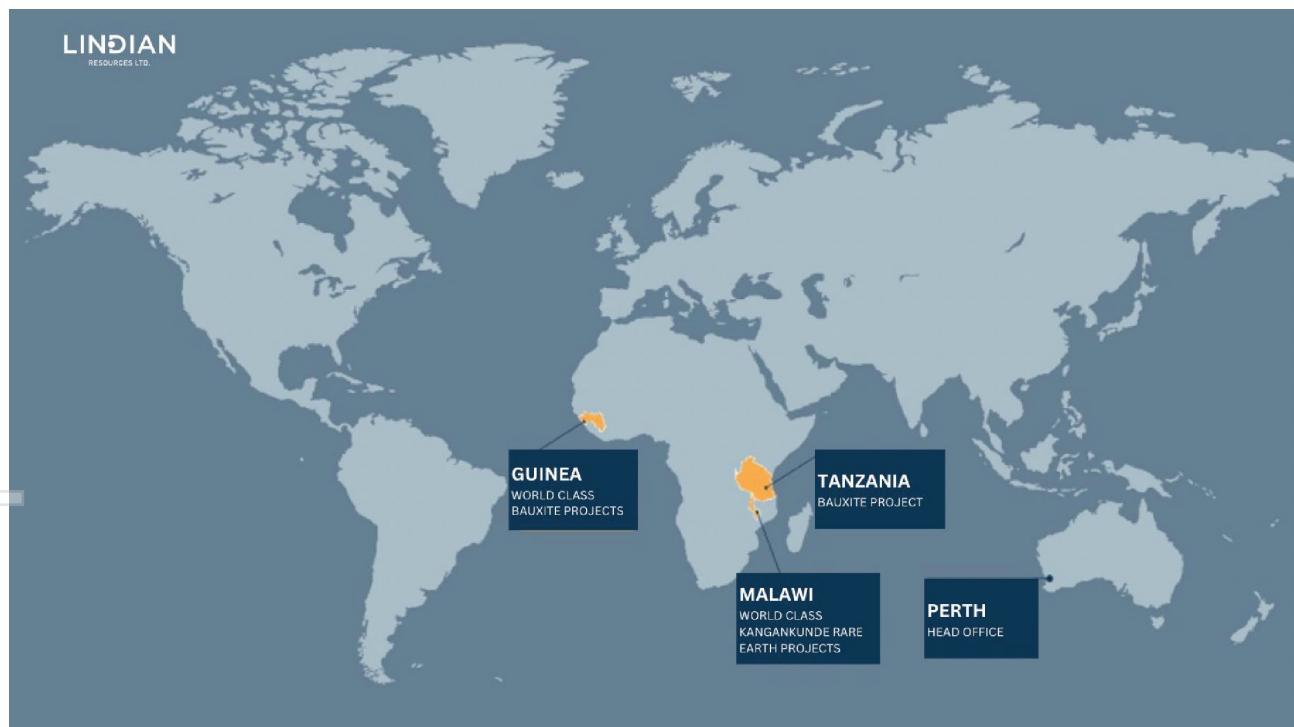 LINDIAN
RESOURCES LTD.
GUINEA
WORLD CLASS
BAUXITE PROJECTS
TANZANIA
BAUXITE PROJECT
MALAWI
WORLD CLASS
KANGANKUNDE RARE
EARTH PROJECTS
PERTH
HEAD OFFICE